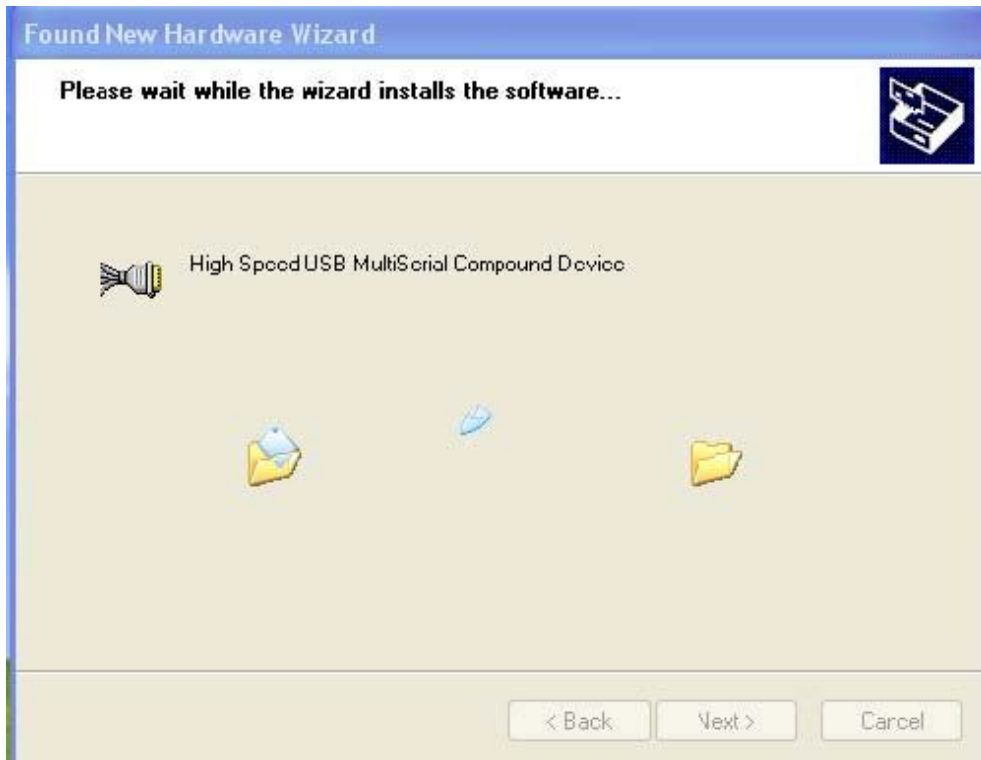 Found New Hardware Wizard
Please wait while the wizard installs the software...
High Speed USB MultiSerial Compound Device
< Back
Next >
Cancel